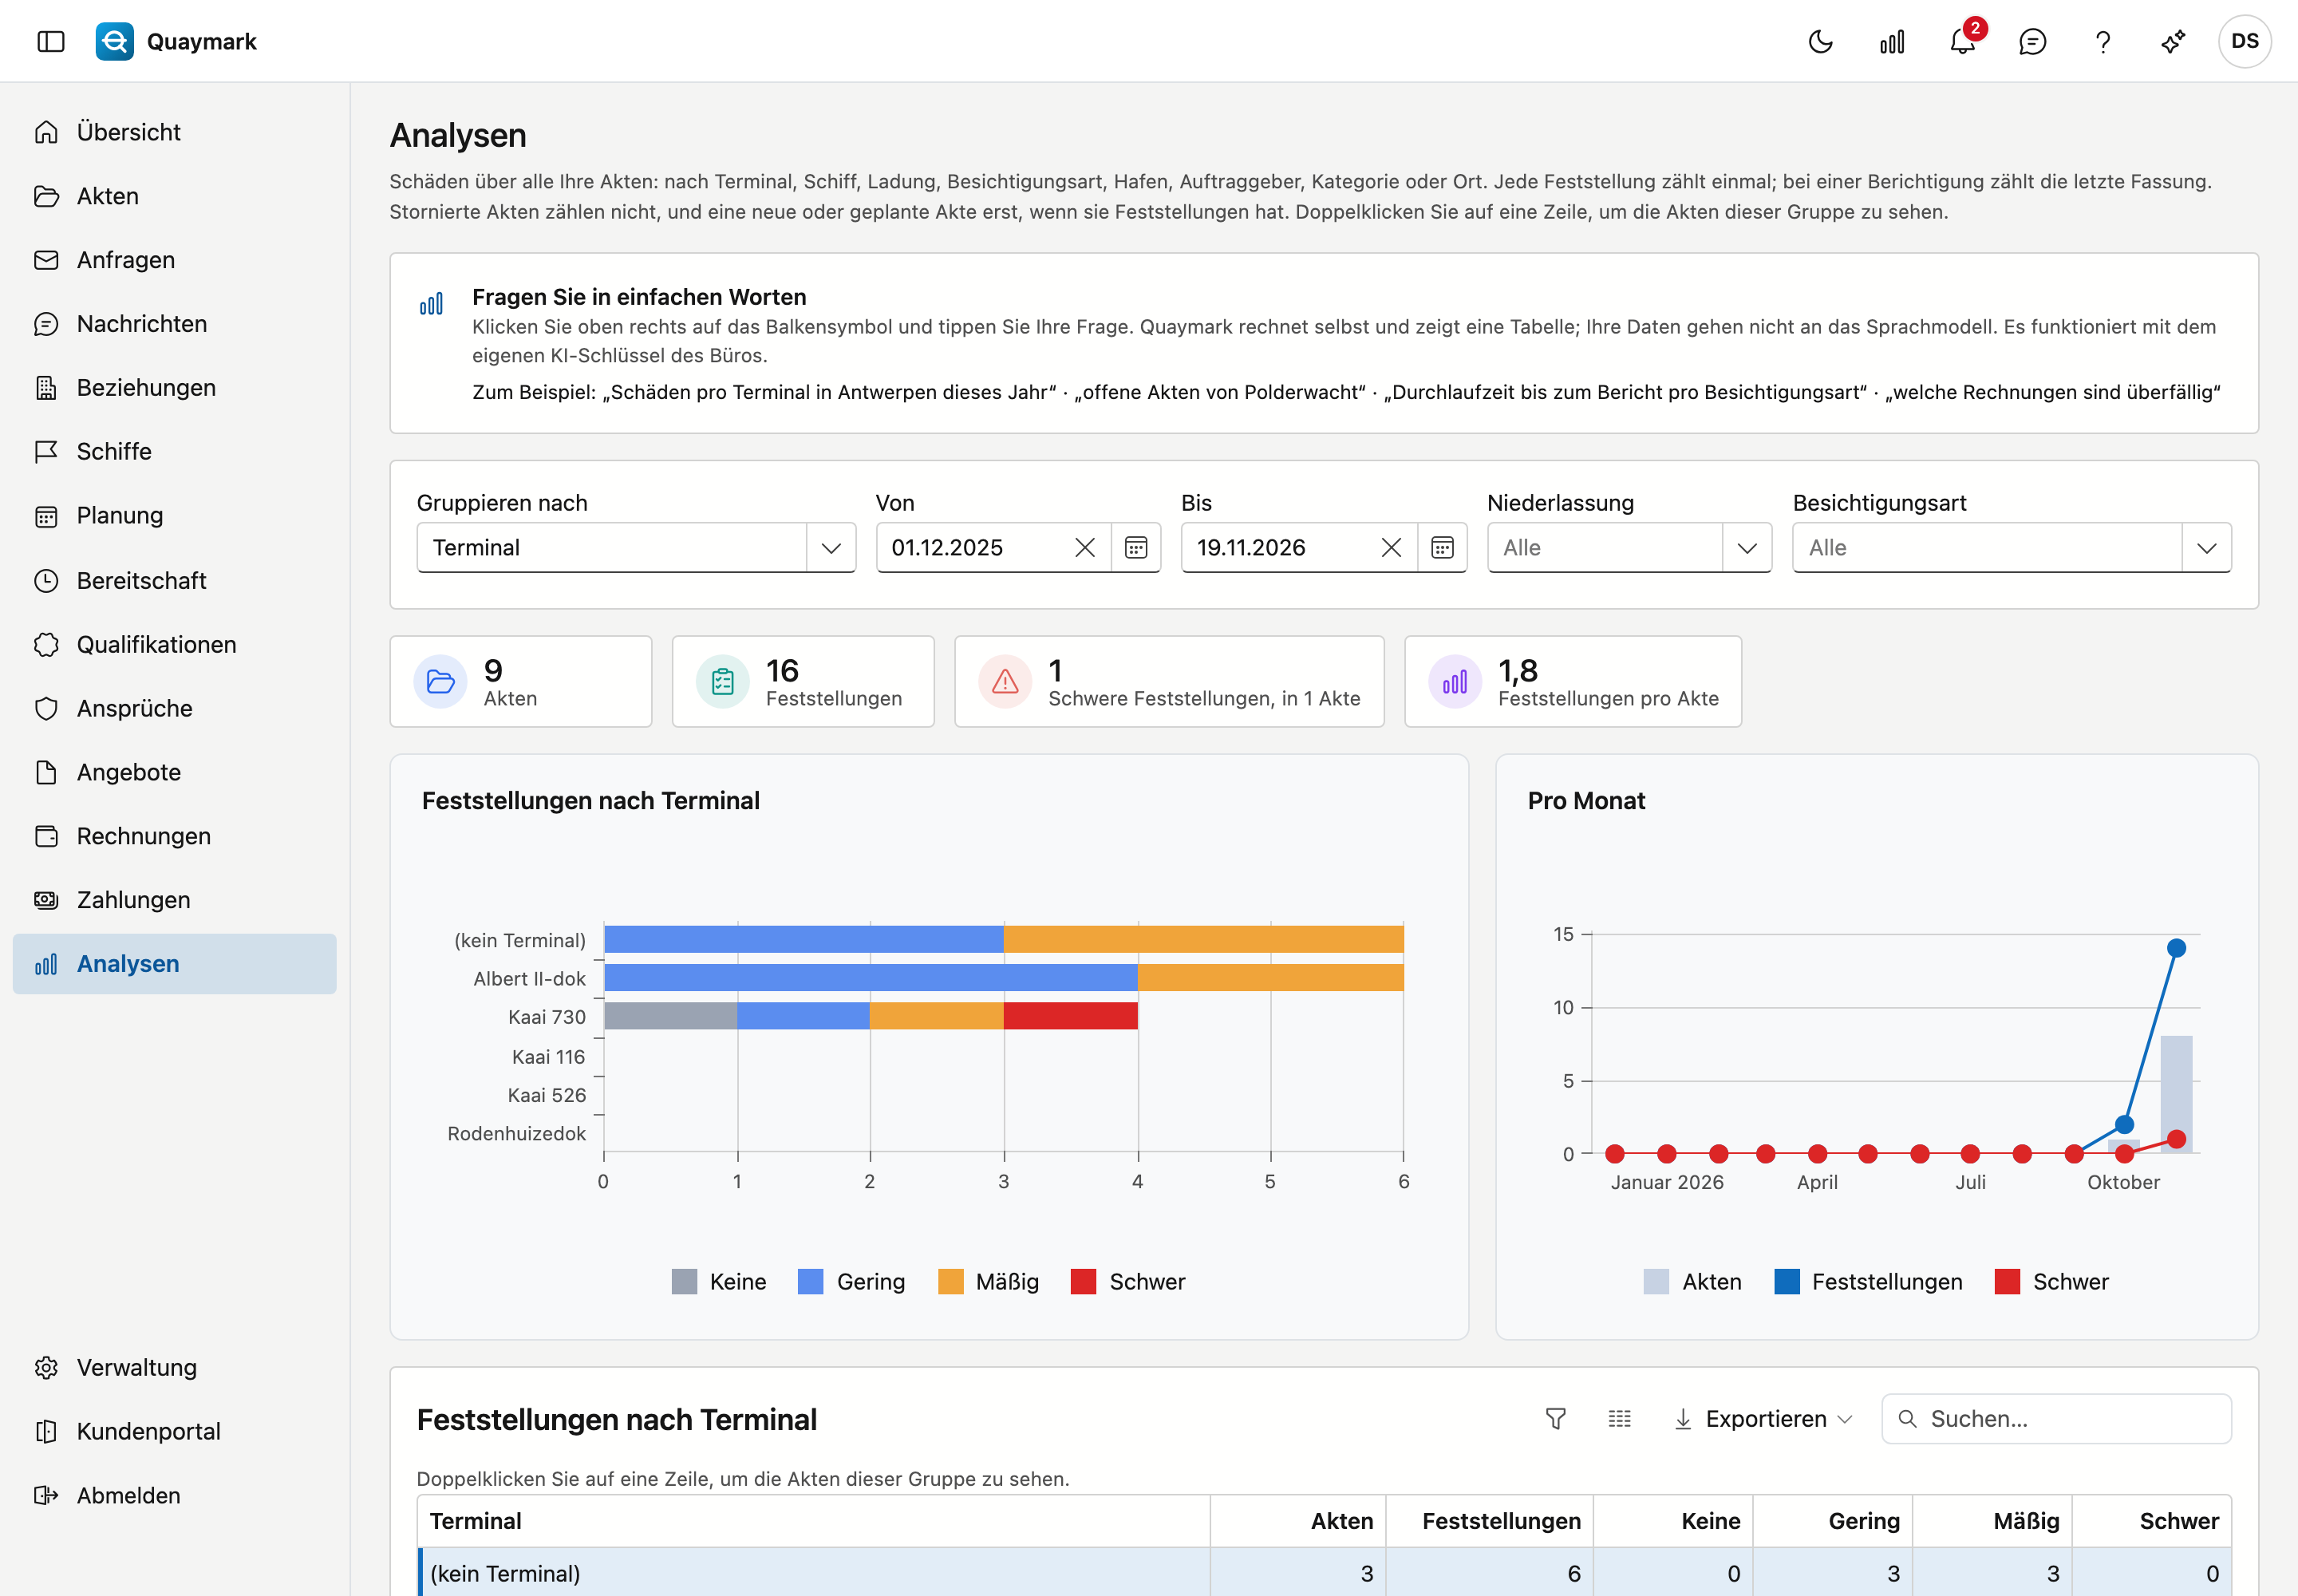 Quaymark
2
DS
Übersicht
Akten
Anfragen
Nachrichten
Beziehungen
Schiffe
Planung
Bereitschaft
Qualifikationen
Ansprüche
Angebote
Rechnungen
Zahlungen
Analysen
Verwaltung
Kundenportal
Abmelden
Analysen
Schäden über alle Ihre Akten: nach Terminal, Schiff, Ladung, Besichtigungsart, Hafen, Auftraggeber, Kategorie oder Ort. Jede Feststellung zählt einmal; bei einer Berichtigung zählt die letzte Fassung.
Stornierte Akten zählen nicht, und eine neue oder geplante Akte erst, wenn sie Feststellungen hat. Doppelklicken Sie auf eine Zeile, um die Akten dieser Gruppe zu sehen.
Fragen Sie in einfachen Worten
Klicken Sie oben rechts auf das Balkensymbol und tippen Sie Ihre Frage. Quaymark rechnet selbst und zeigt eine Tabelle; Ihre Daten gehen nicht an das Sprachmodell. Es funktioniert mit dem
eigenen KI-Schlüssel des Büros.
Zum Beispiel: „Schäden pro Terminal in Antwerpen dieses Jahr“ · „offene Akten von Polderwacht“ · „Durchlaufzeit bis zum Bericht pro Besichtigungsart“ · „welche Rechnungen sind überfällig“
Gruppieren nach Von Bis Niederlassung Besichtigungsart
Terminal 01.12.2025 19.11.2026 Alle Alle
9
Akten
16
Feststellungen
1
Schwere Feststellungen, in 1 Akte
1,8
Feststellungen pro Akte
Feststellungen nach Terminal
(kein Terminal)
Albert II-dok
Kaai 730
Kaai 116
Kaai 526
Rodenhuizedok
0 1 2 3 4 5 6
Keine Gering Mäßig Schwer
Pro Monat
15
10
5
0
Januar 2026 April Juli Oktober
Akten Feststellungen Schwer
Feststellungen nach Terminal
Exportieren
Suchen...
Doppelklicken Sie auf eine Zeile, um die Akten dieser Gruppe zu sehen.
Terminal Akten Feststellungen Keine Gering Mäßig Schwer
(kein Terminal) 3 6 0 3 3 0